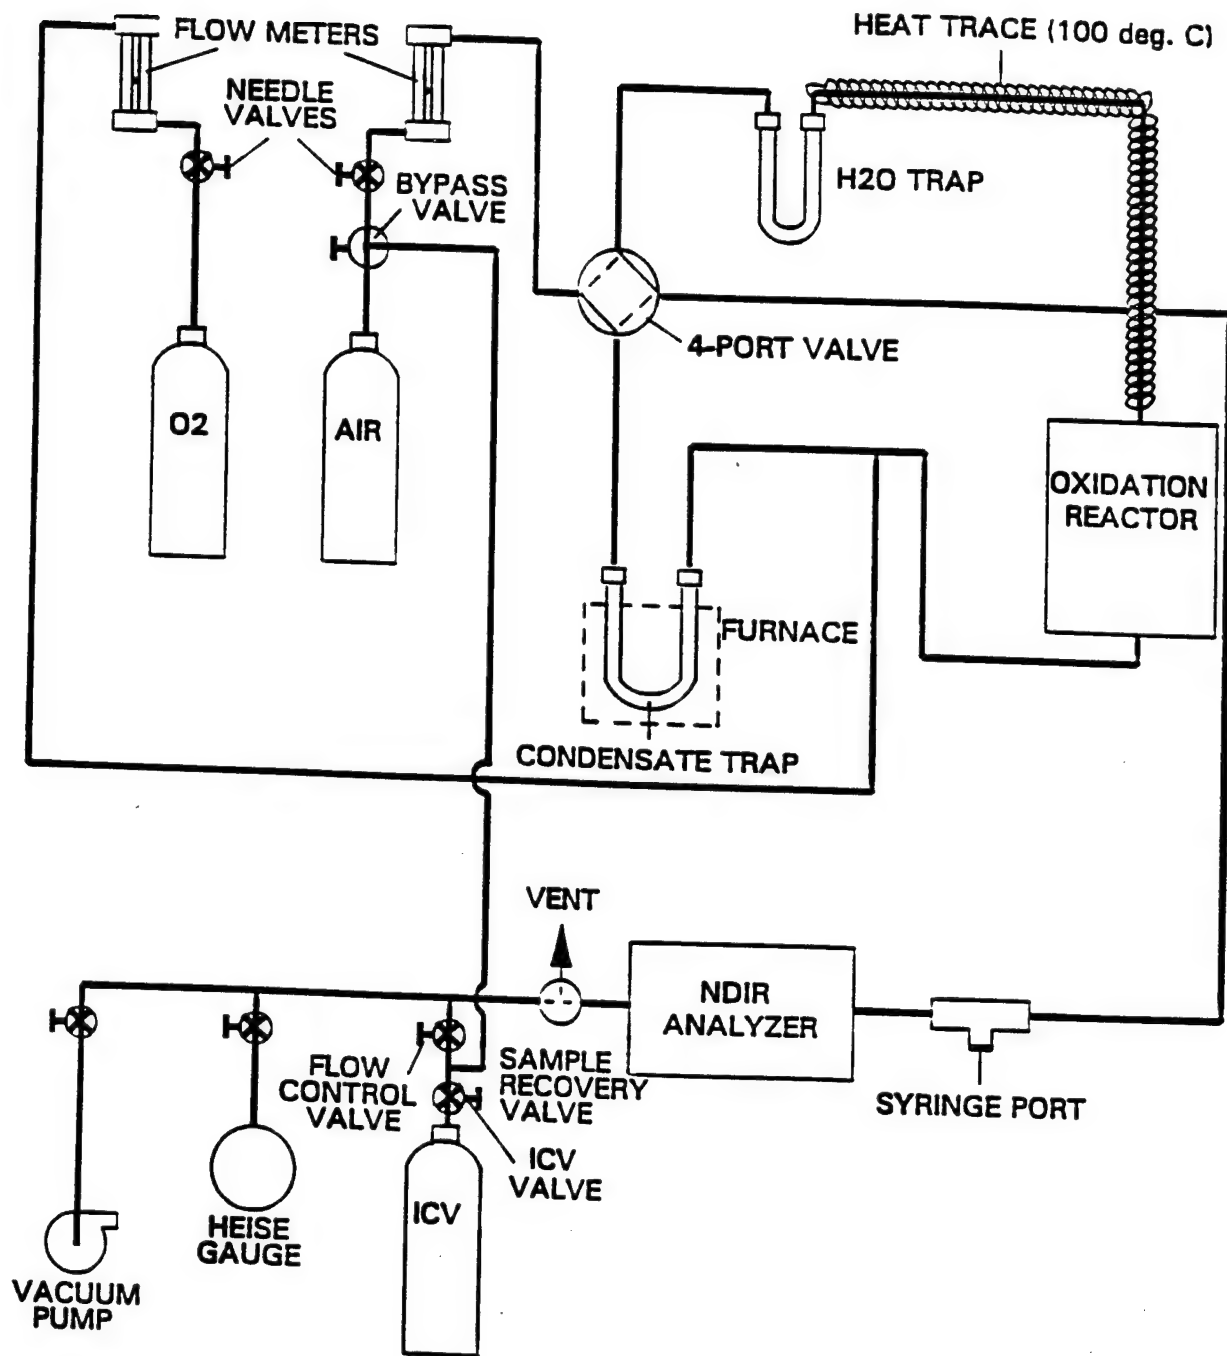 FLOW METERS
HEAT TRACE (100 deg. C)
NEEDLE
VALVES
BYPASS
VALVE
H2O TRAP
4-PORT VALVE
O2
AIR
OXIDATION
REACTOR
FURNACE
CONDENSATE TRAP
VENT
NDIR
ANALYZER
FLOW
CONTROL
VALVE
SAMPLE
RECOVERY
VALVE
SYRINGE PORT
ICV
VALVE
ICV
HEISE
GAUGE
VACUUM
PUMP